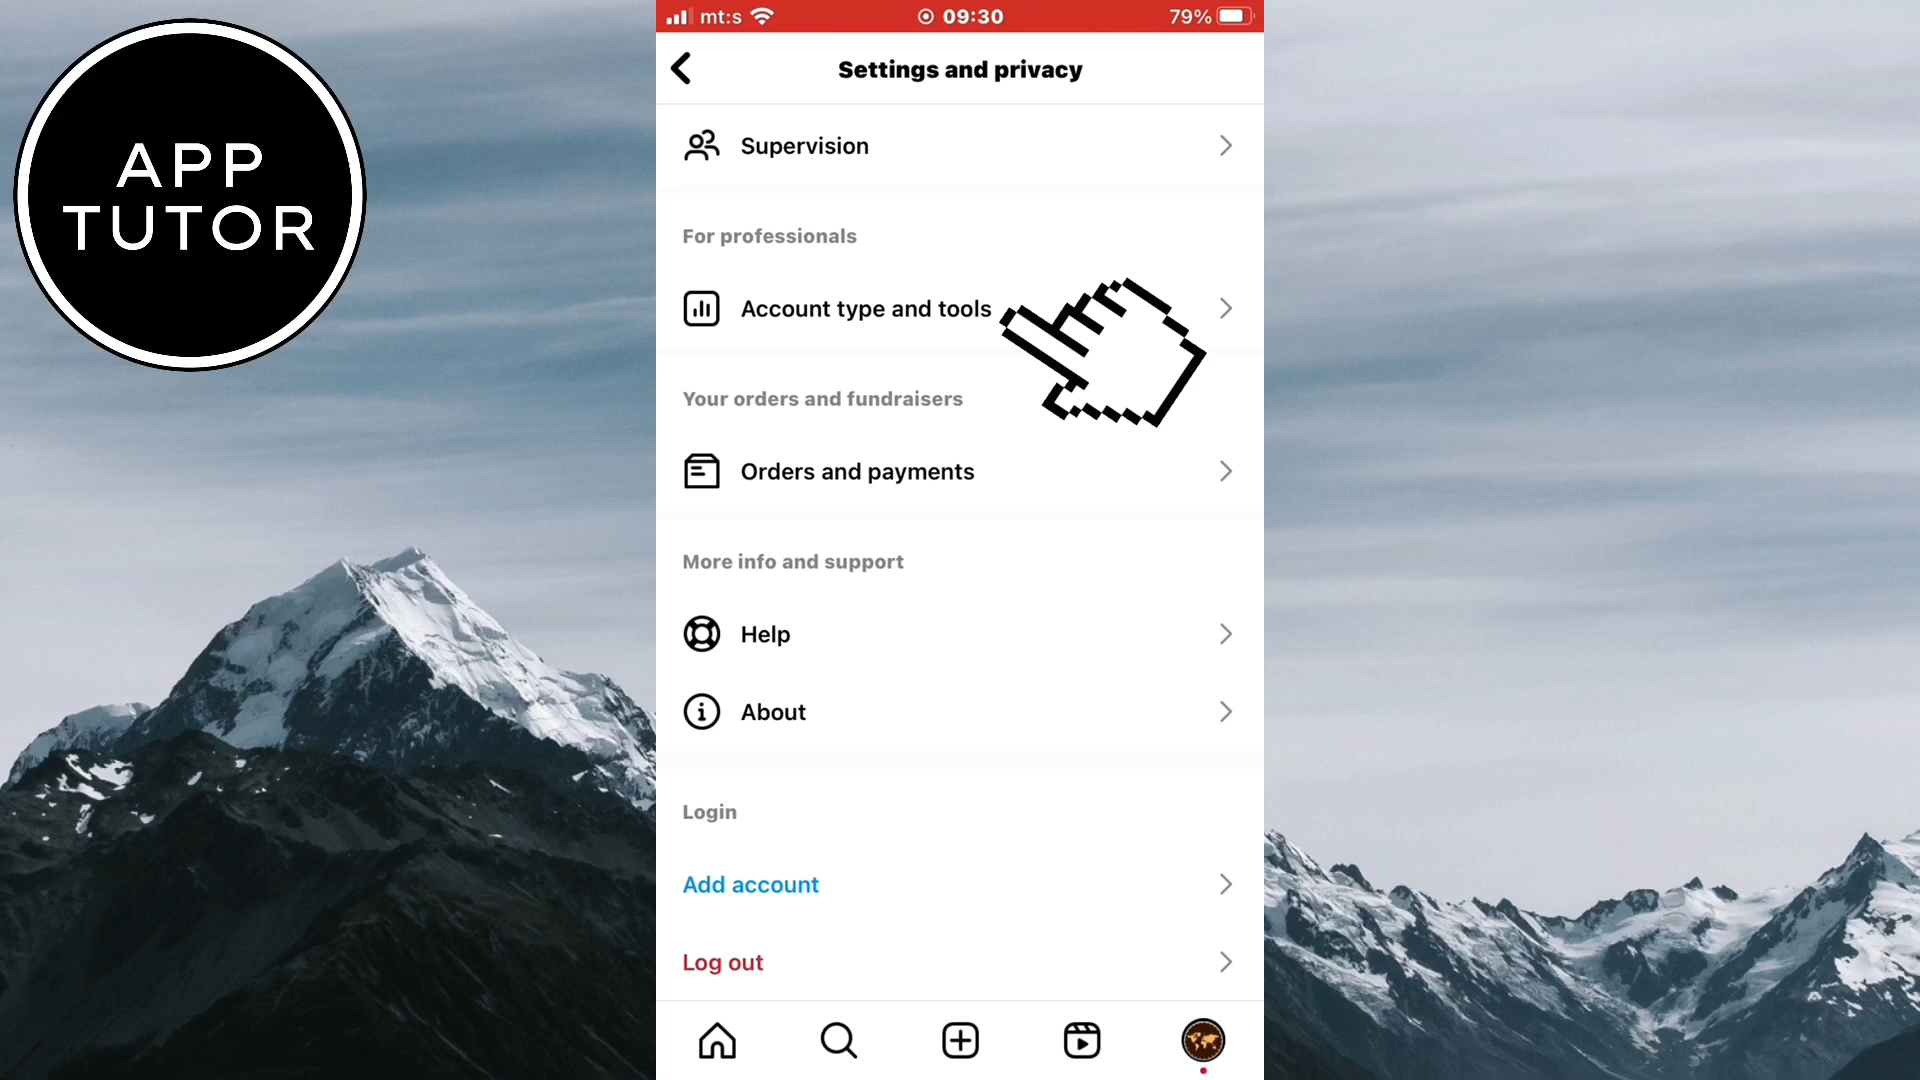 APP
TUTOR
mt:s
09:30
79%
Settings and privacy
Supervision
For professionals
Account type and tools
Your orders and fundraisers
Orders and payments
More info and support
Help
About
Login
Add account
Log out